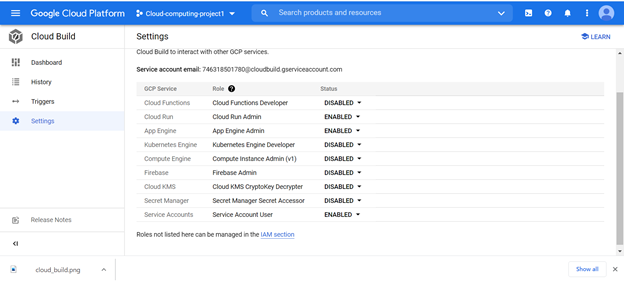 Google Cloud Platform Cloud-computing-project1 Search products and resources
Cloud Build Settings LEARN
Cloud Build to interact with other GCP services.
Dashboard
Service account email: 746318501780@cloudbuild.gserviceaccount.com
History
GCP Service Role Status
Triggers
Cloud Functions Cloud Functions Developer DISABLED
Settings
Cloud Run Cloud Run Admin ENABLED
App Engine App Engine Admin ENABLED
Kubernetes Engine Kubernetes Engine Developer DISABLED
Compute Engine Compute Instance Admin (v1) DISABLED
Firebase Firebase Admin DISABLED
Cloud KMS Cloud KMS CryptoKey Decrypter DISABLED
Secret Manager Secret Manager Secret Accessor DISABLED
Service Accounts Service Account User ENABLED
Release Notes
Roles not listed here can be managed in the IAM section
cloud_build.png Show all